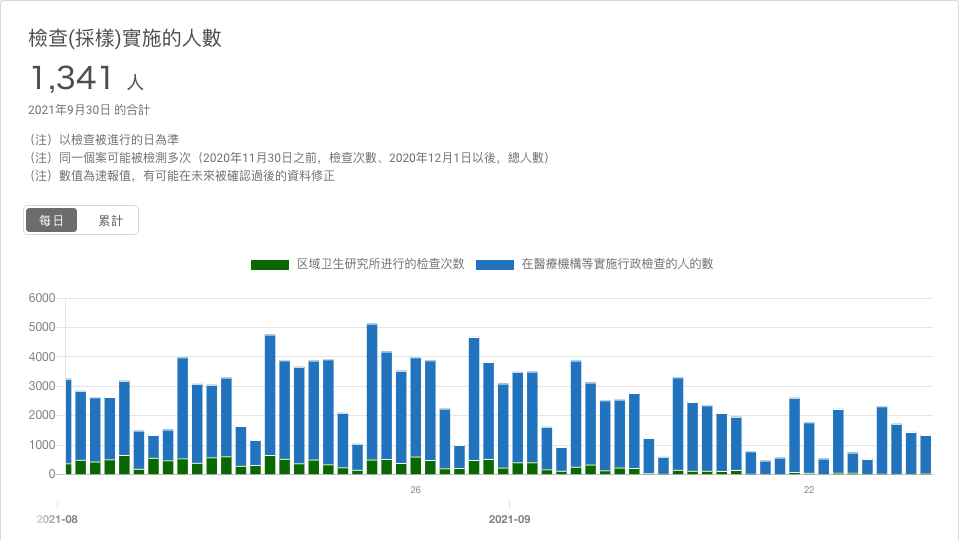 檢查(採樣)實施的人數
1,341 人
2021年9月30日 的合計
（注）以檢查被進行的日為準
（注）同一個案可能被檢測多次（2020年11月30日之前，檢查次數、2020年12月1日以後，總人數）
（注）數值為速報值，有可能在未來被確認過後的資料修正
每日 累計
区域卫生研究所进行的检查次数 在醫療機構等實施行政檢查的人的數
6000
5000
4000
3000
2000
1000
0
26 22
2021-08 2021-09